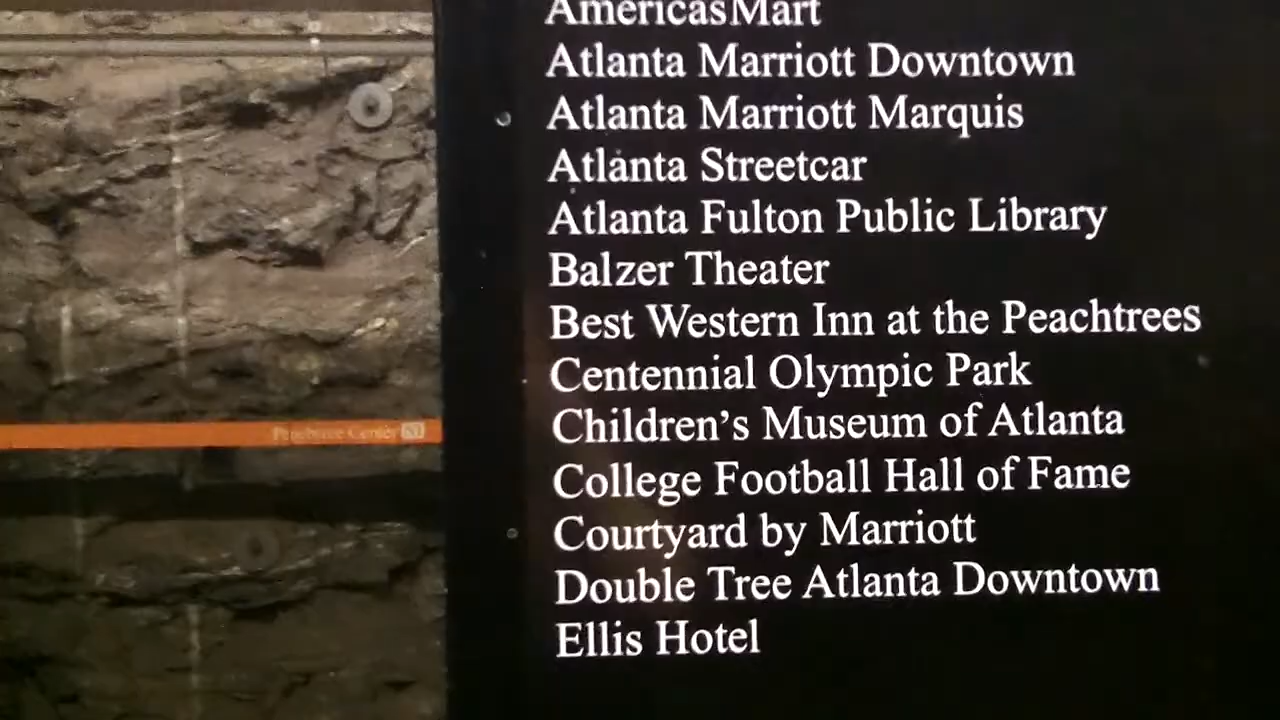 AmericasMart
Atlanta Marriott Downtown
Atlanta Marriott Marquis
Atlanta Streetcar
Atlanta Fulton Public Library
Balzer Theater
Best Western Inn at the Peachtrees
Centennial Olympic Park
Children’s Museum of Atlanta
College Football Hall of Fame
Courtyard by Marriott
Double Tree Atlanta Downtown
Ellis Hotel
Peachtree Center